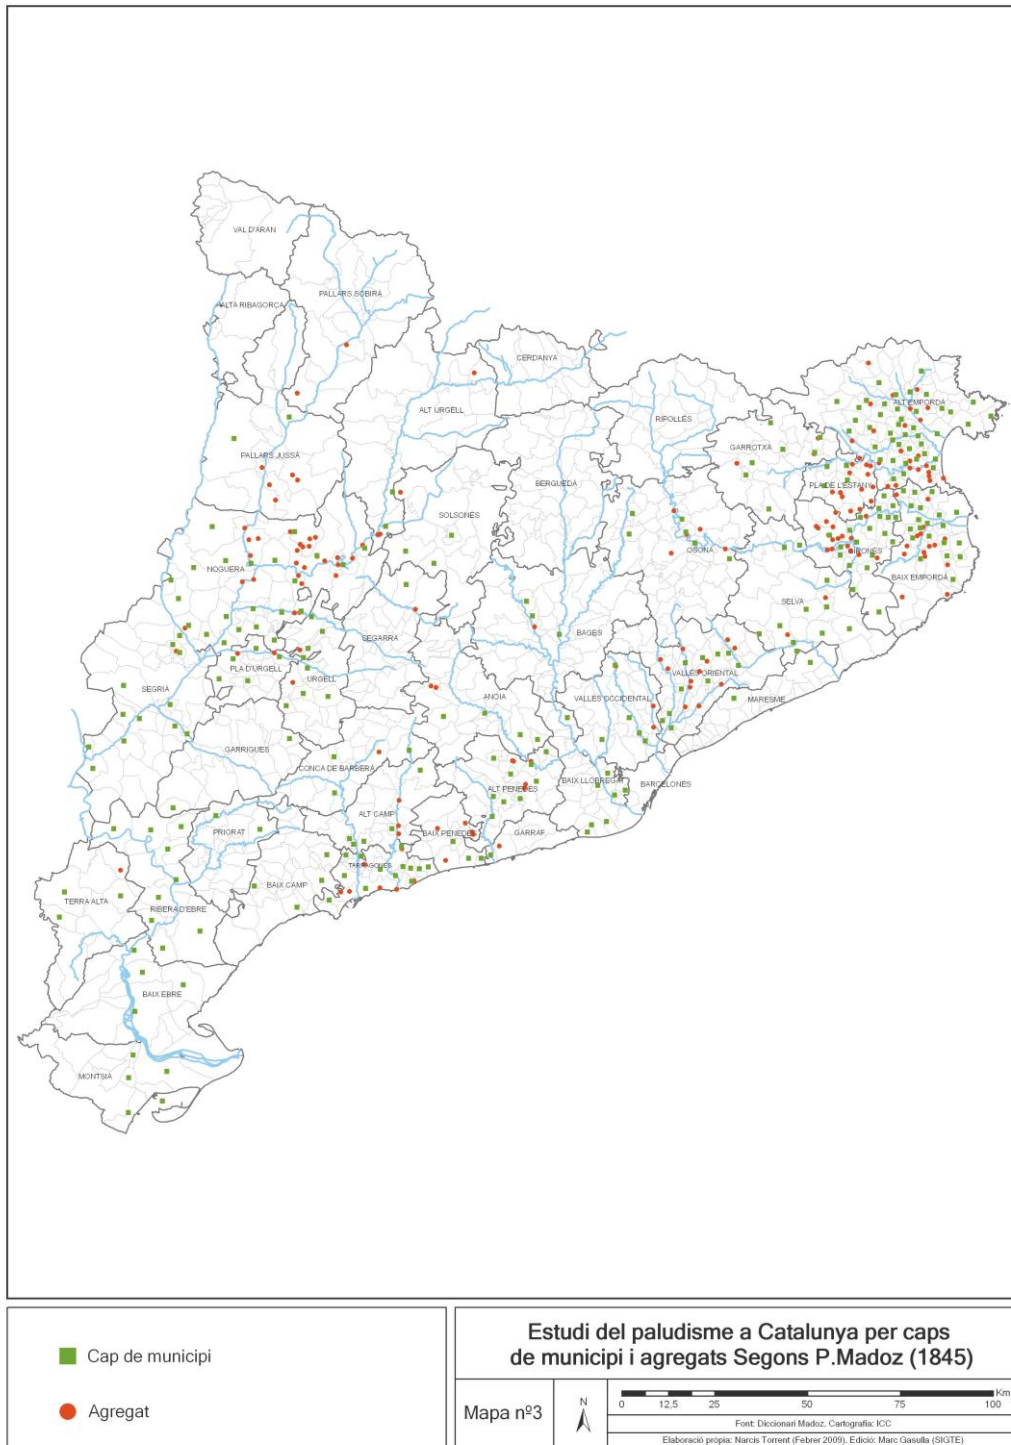 VAL D'ARAN
PALLARS SOBIRÀ
ALTA RIBAGORÇA
CERDANYA
ALT URGELL
RIPOLLÈS
ALT EMPORDÀ
GARROTXA
PALLARS JUSSÀ
BERGUEDÀ
PLA DE L'ESTANY
SOLSONÈS
OSONA
GIRONÈS
NOGUERA
BAIX EMPORDÀ
SELVA
SEGARRA
BAGES
PLA D'URGELL
URGELL
VALLÈS ORIENTAL
SEGRIÀ
ANOIA
VALLÈS OCCIDENTAL
MARESME
GARRIGUES
CONCA DE BARBERÀ
BAIX LLOBREGAT
BARCELONÈS
ALT PENEDÈS
ALT CAMP
PRIORAT
BAIX PENEDÈS
GARRAF
TARRAGONÈS
BAIX CAMP
TERRA ALTA
RIBERA D'EBRE
BAIX EBRE
MONTSIÀ
Cap de municipi
Agregat
Estudi del paludisme a Catalunya per caps
de municipi i agregats Segons P.Madoz (1845)
Mapa nº3
N
Km
0 12,5 25 50 75 100
Font: Diccionari Madoz. Cartografia: ICC
Elaboració pròpia: Narcís Torrent (Febrer 2009). Edició: Marc Gasulla (SIGTE)